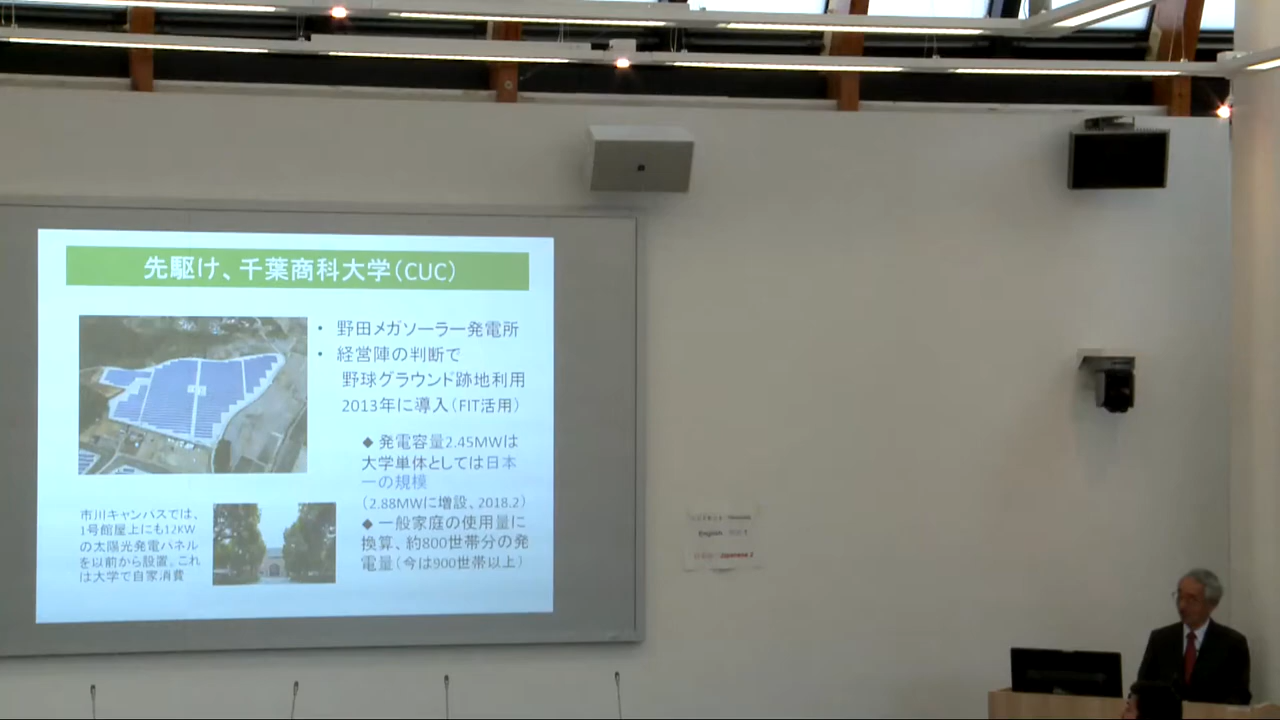 先駆け、千葉商科大学(CUC)
• 野田メガソーラー発電所
• 経営陣の判断で
野球グラウンド跡地利用
2013年に導入(FIT活用)
◆ 発電容量2.45MWは
大学単体としては日本
一の規模
(2.88MWに増設、2018.2)
◆ 一般家庭の使用量に
換算、約800世帯分の発
電量(今は900世帯以上)
市川キャンパスでは、
1号館屋上にも12KW
の太陽光発電パネル
を以前から設置。これ
は大学で自家消費
English
Japanese 2